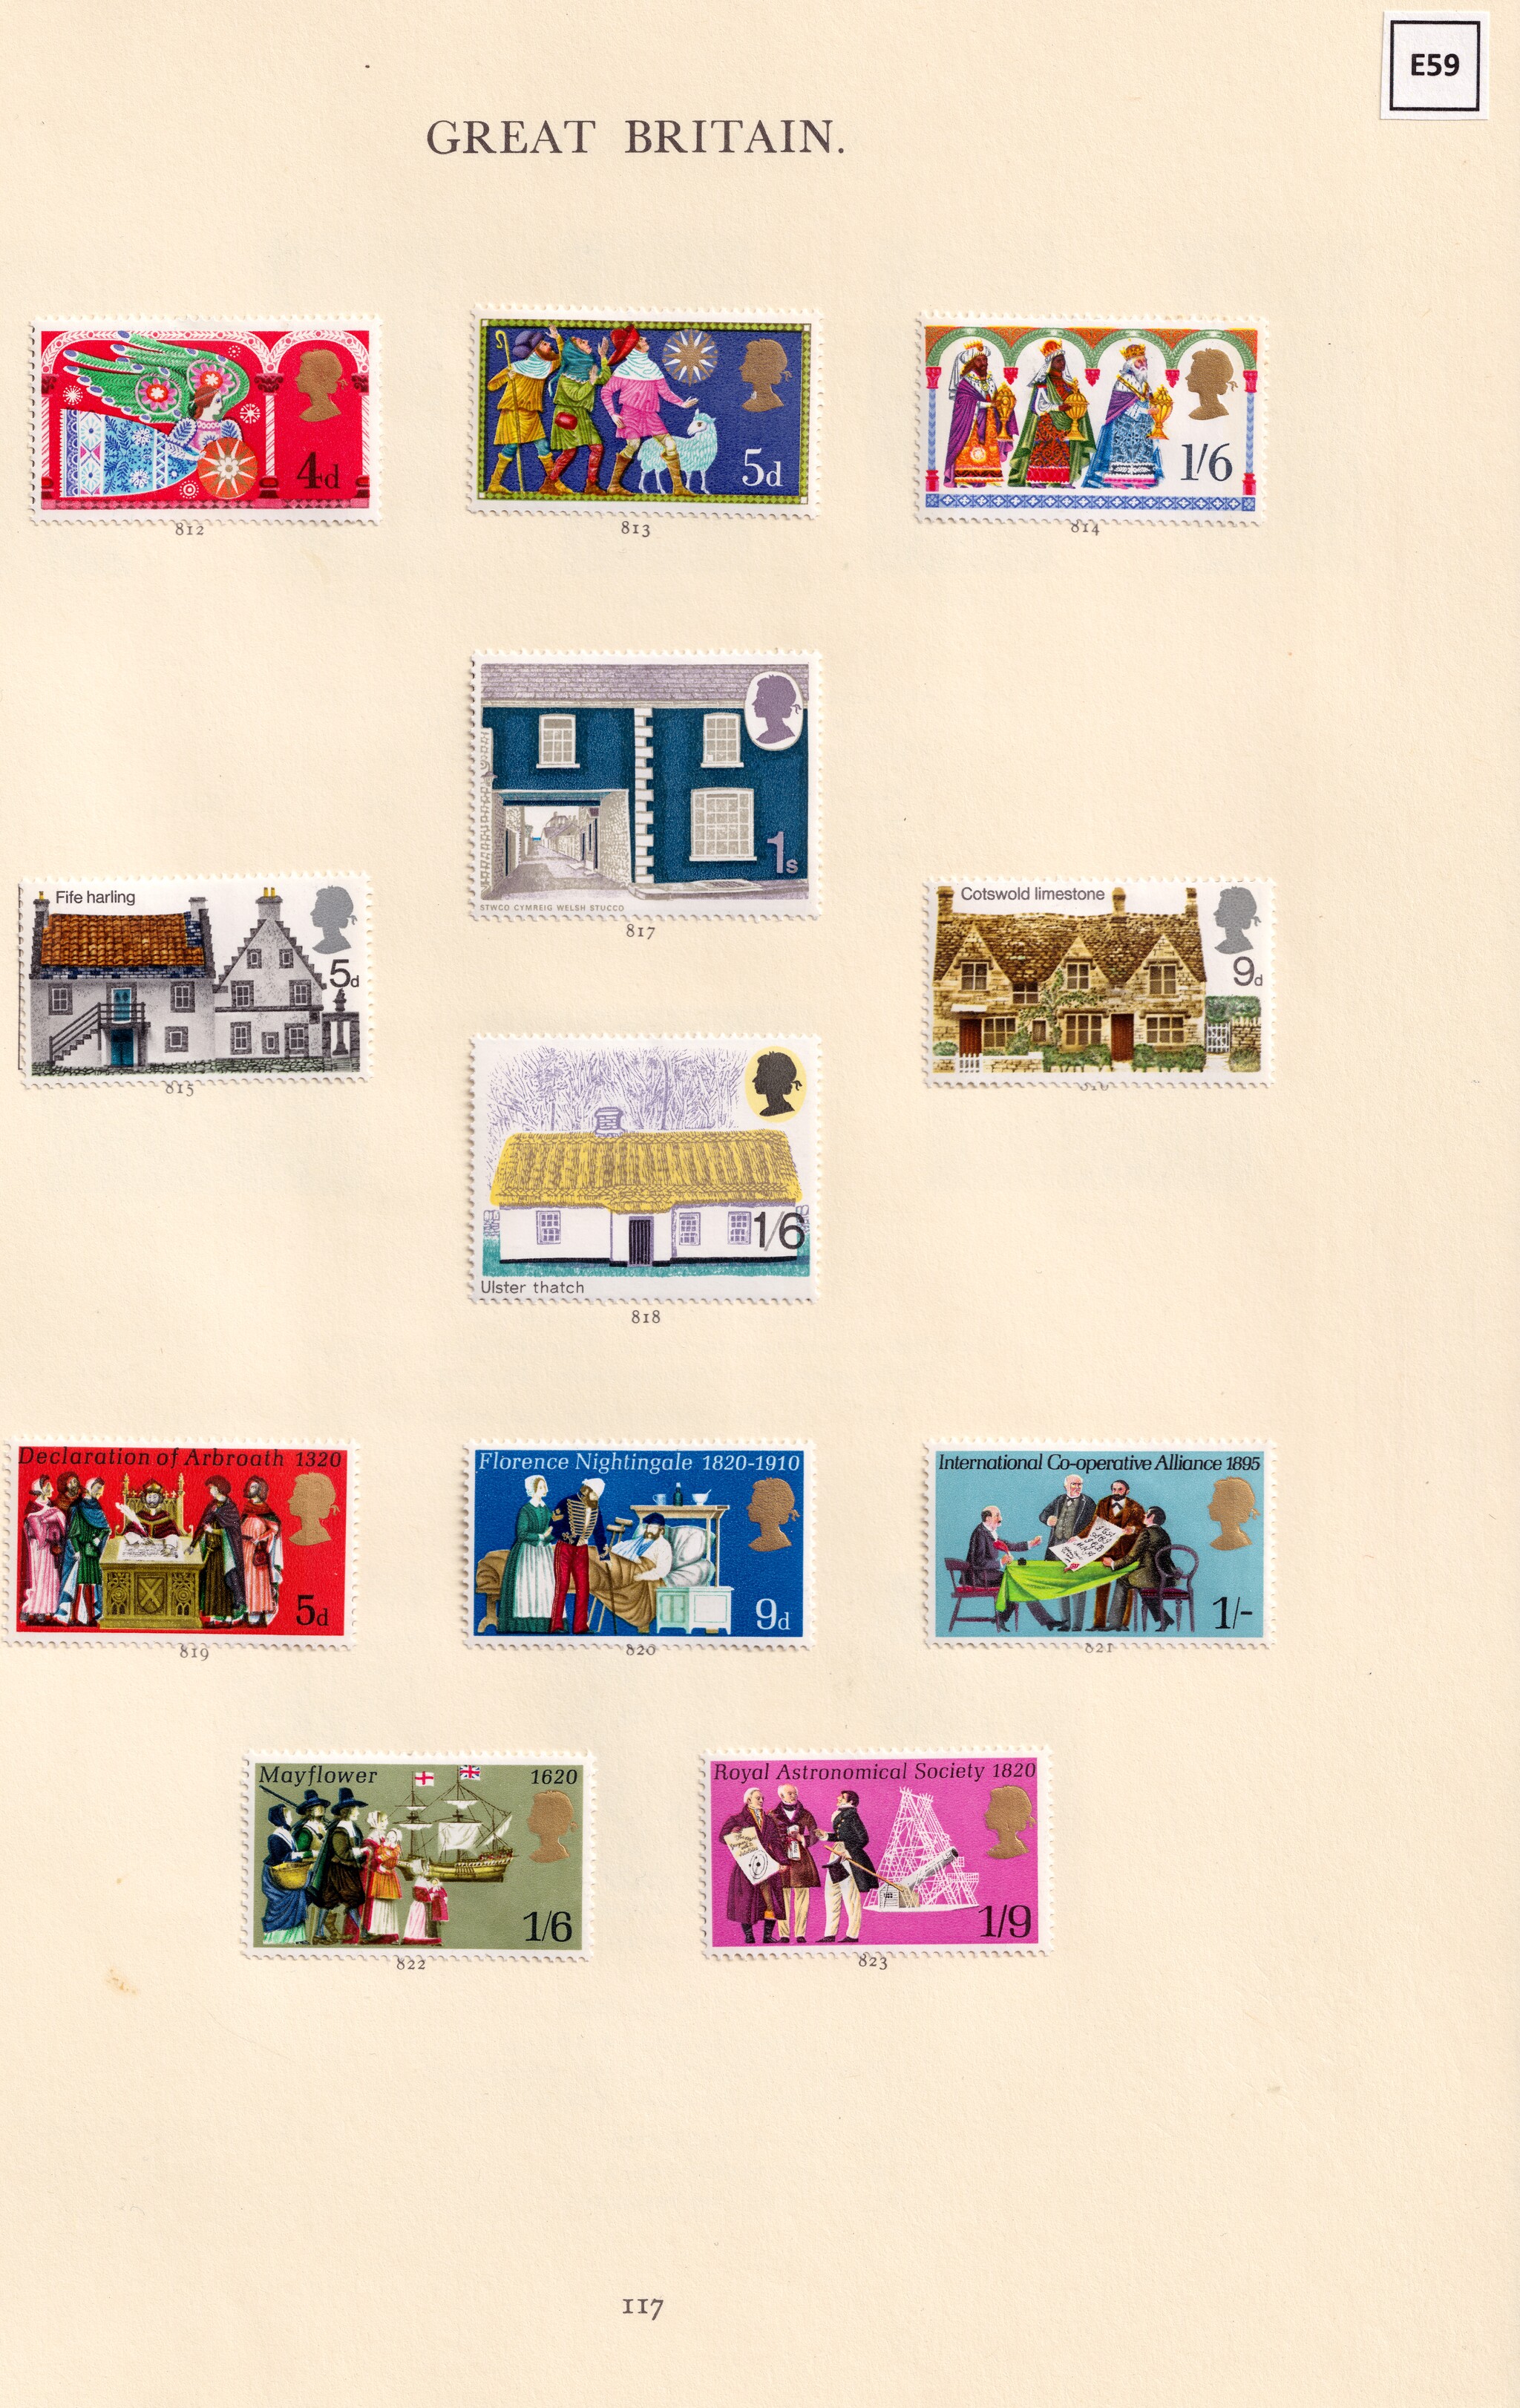 E59
GREAT BRITAIN.
4d
812
5d
813
1/6
814
1s
STWCO CYMREIG WELSH STUCCO
817
Fife harling
5d
815
Cotswold limestone
9d
1/6
Ulster thatch
818
Declaration of Arbroath 1320
5d
819
Florence Nightingale 1820-1910
9d
820
International Co-operative Alliance 1895
1/-
821
Mayflower 1620
1/6
822
Royal Astronomical Society 1820
1/9
823
117